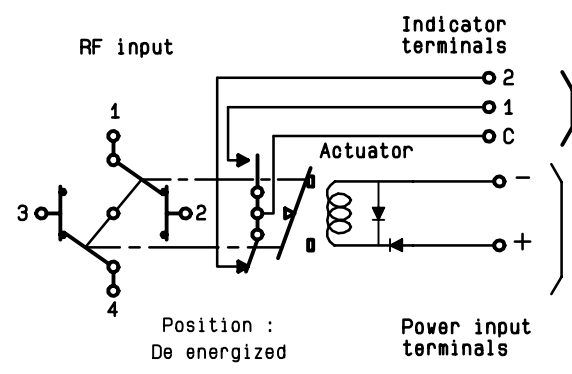 Indicator
terminals
RF input
2
1
1
C
Actuator
−
3
2
+
4
Position :
De energized
Power input
terminals